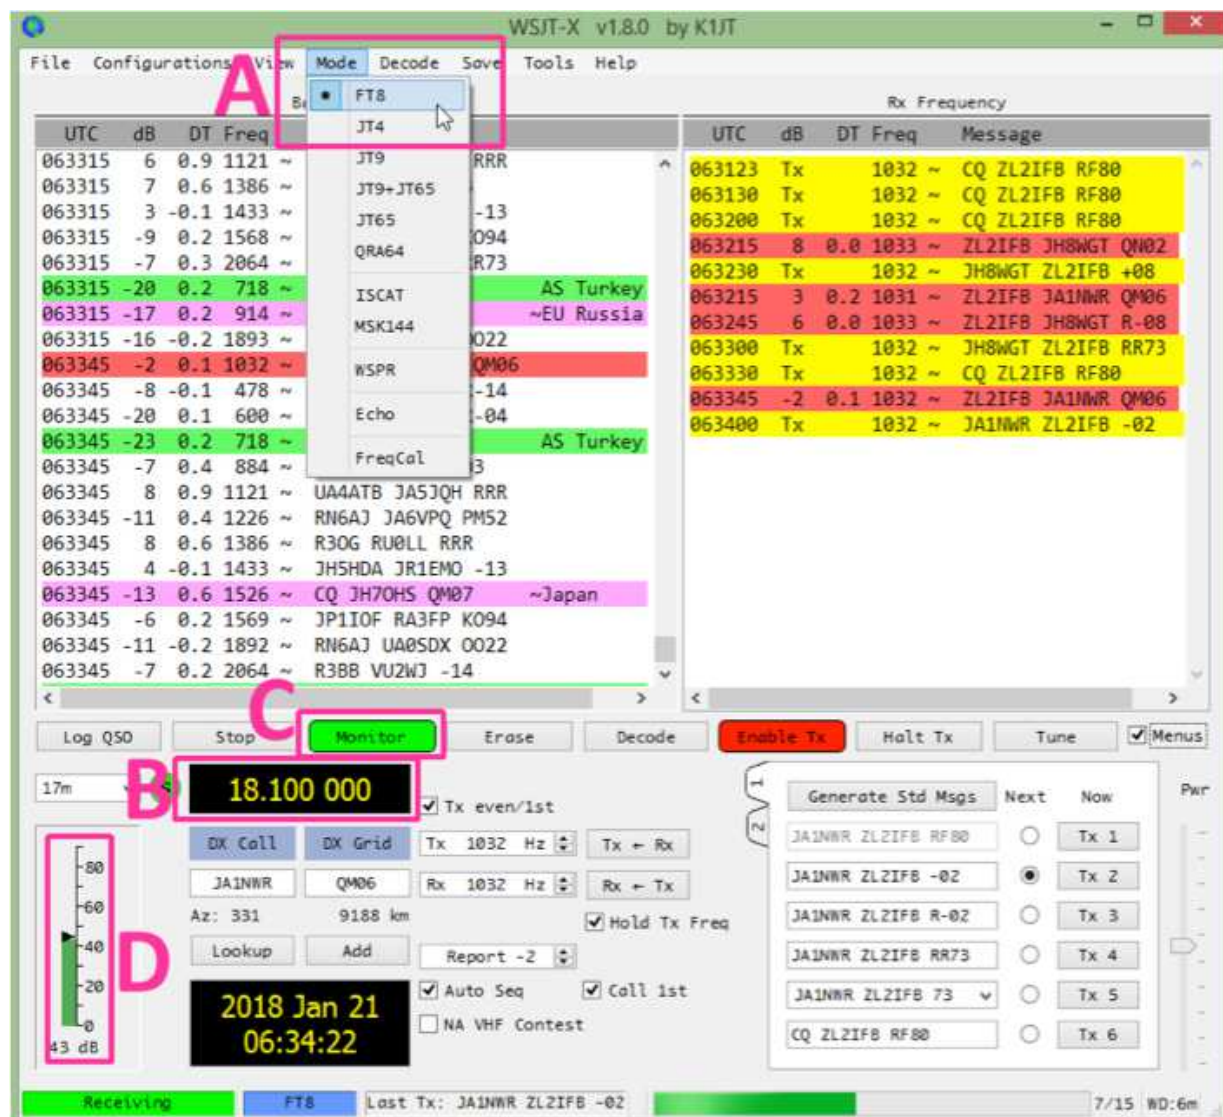 WSJT-X v1.8.0 by K1JT
File Configurations View Mode Decode Save Tools Help
A
FT8
JT4
JT9
JT9+JT65
JT65
QRA64
ISCAT
MSK144
WSPR
Echo
FreqCal
UTC dB DT Freq
063315 6 0.9 1121 ~ RRR
063315 7 0.6 1386 ~
063315 3 -0.1 1433 ~ -13
063315 -9 0.2 1568 ~ KO94
063315 -7 0.3 2064 ~ RR73
063315 -20 0.2 718 ~ AS Turkey
063315 -17 0.2 914 ~ ~EU Russia
063315 -16 -0.2 1893 ~ OO22
063345 -2 0.1 1032 ~ QM06
063345 -8 -0.1 478 ~ -14
063345 -20 0.1 600 ~ -04
063345 -23 0.2 718 ~ AS Turkey
063345 -7 0.4 884 ~ 3
063345 8 0.9 1121 ~ UA4ATB JA5JQH RRR
063345 -11 0.4 1226 ~ RN6AJ JA6VPQ PM52
063345 8 0.6 1386 ~ R3OG RU0LL RRR
063345 4 -0.1 1433 ~ JH5HDA JR1EMO -13
063345 -13 0.6 1526 ~ CQ JH7OHS QM07 ~Japan
063345 -6 0.2 1569 ~ JP1IOF RA3FP KO94
063345 -11 -0.2 1892 ~ RN6AJ UA0SDX OO22
063345 -7 0.2 2064 ~ R3BB VU2WJ -14
Rx Frequency
UTC dB DT Freq Message
063123 Tx 1032 ~ CQ ZL2IFB RF80
063130 Tx 1032 ~ CQ ZL2IFB RF80
063200 Tx 1032 ~ CQ ZL2IFB RF80
063215 8 0.0 1033 ~ ZL2IFB JH8WGT QN02
063230 Tx 1032 ~ JH8WGT ZL2IFB +08
063215 3 0.2 1031 ~ ZL2IFB JA1NWR QM06
063245 6 0.0 1033 ~ ZL2IFB JH8WGT R-08
063300 Tx 1032 ~ JH8WGT ZL2IFB RR73
063330 Tx 1032 ~ CQ ZL2IFB RF80
063345 -2 0.1 1032 ~ ZL2IFB JA1NWR QM06
063400 Tx 1032 ~ JA1NWR ZL2IFB -02
C
Log QSO Stop Monitor Erase Decode Enable Tx Halt Tx Tune Menus
17m B 18.100 000 Tx even/1st
DX Call DX Grid Tx 1032 Hz Tx ← Rx
JA1NWR QM06 Rx 1032 Hz Rx ← Tx
Az: 331 9188 km Hold Tx Freq
Lookup Add Report -2
Auto Seq Call 1st
NA VHF Contest
2018 Jan 21
06:34:22
80
60
40
20
0
43 dB
D
1
2
Generate Std Msgs Next Now Pwr
JA1NWR ZL2IFB RF80 Tx 1
JA1NWR ZL2IFB -02 Tx 2
JA1NWR ZL2IFB R-02 Tx 3
JA1NWR ZL2IFB RR73 Tx 4
JA1NWR ZL2IFB 73 Tx 5
CQ ZL2IFB RF80 Tx 6
Receiving FT8 Last Tx: JA1NWR ZL2IFB -02 7/15 WD:6m